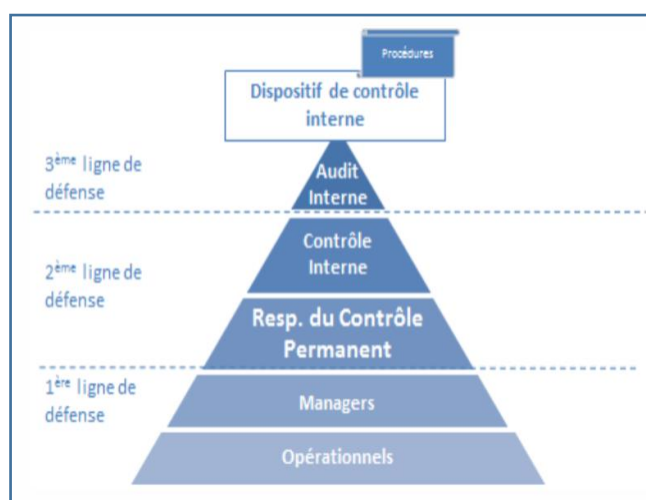 Procédures
Dispositif de contrôle
interne
3ème ligne de
défense
Audit
Interne
2ème ligne de
défense
Contrôle
Interne
Resp. du Contrôle
Permanent
1ère ligne de
défense
Managers
Opérationnels